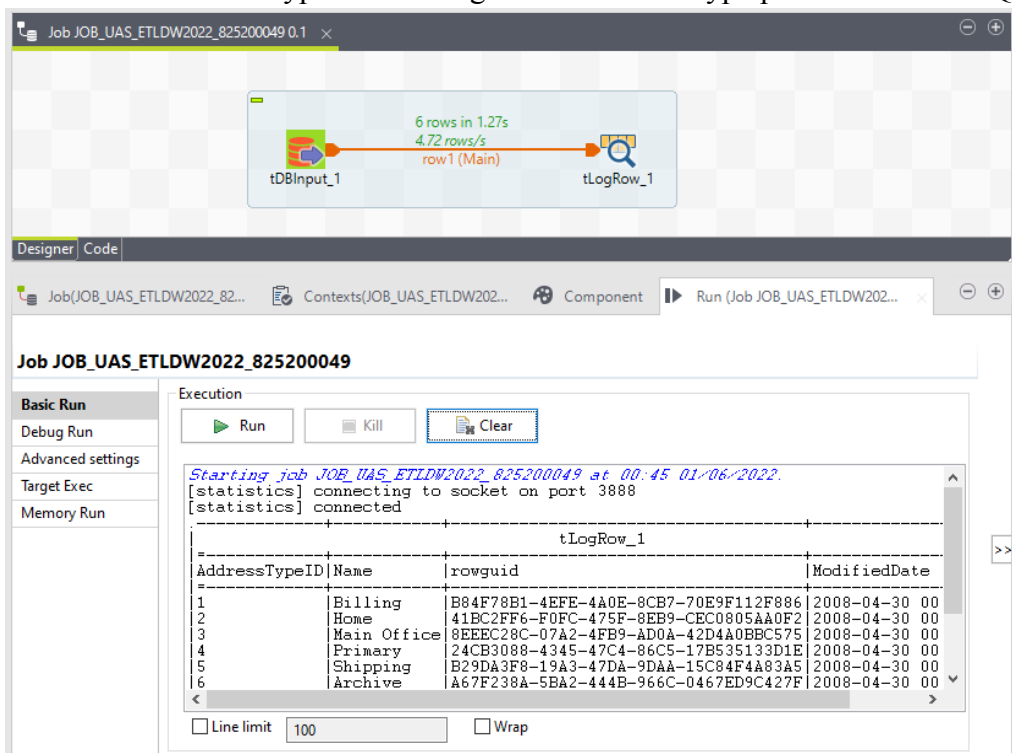 Job JOB_UAS_ETLDW2022_825200049 0.1
6 rows in 1.27s
4.72 rows/s
row1 (Main)
tDBInput_1
tLogRow_1
Designer Code
Job(JOB_UAS_ETLDW2022_82... Contexts(JOB_UAS_ETLDW202... Component Run (Job JOB_UAS_ETLDW202...
Job JOB_UAS_ETLDW2022_825200049
Basic Run
Debug Run
Advanced settings
Target Exec
Memory Run
Execution
Run Kill Clear
Starting job JOB_UAS_ETLDW2022_825200049 at 00:45 01/06/2022.
[statistics] connecting to socket on port 3888
[statistics] connected
tLogRow_1
|AddressTypeID|Name |rowguid |ModifiedDate
|1 |Billing |B84F78B1-4EFE-4A0E-8CB7-70E9F112F886|2008-04-30 00
|2 |Home |41BC2FF6-F0FC-475F-8EB9-CEC0805AA0F2|2008-04-30 00
|3 |Main Office|8EEEC28C-07A2-4FB9-AD0A-42D4A0BBC575|2008-04-30 00
|4 |Primary |24CB3088-4345-47C4-86C5-17B535133D1E|2008-04-30 00
|5 |Shipping |B29DA3F8-19A3-47DA-9DAA-15C84F4A83A5|2008-04-30 00
|6 |Archive |A67F238A-5BA2-444B-966C-0467ED9C427F|2008-04-30 00
Line limit 100 Wrap
>>